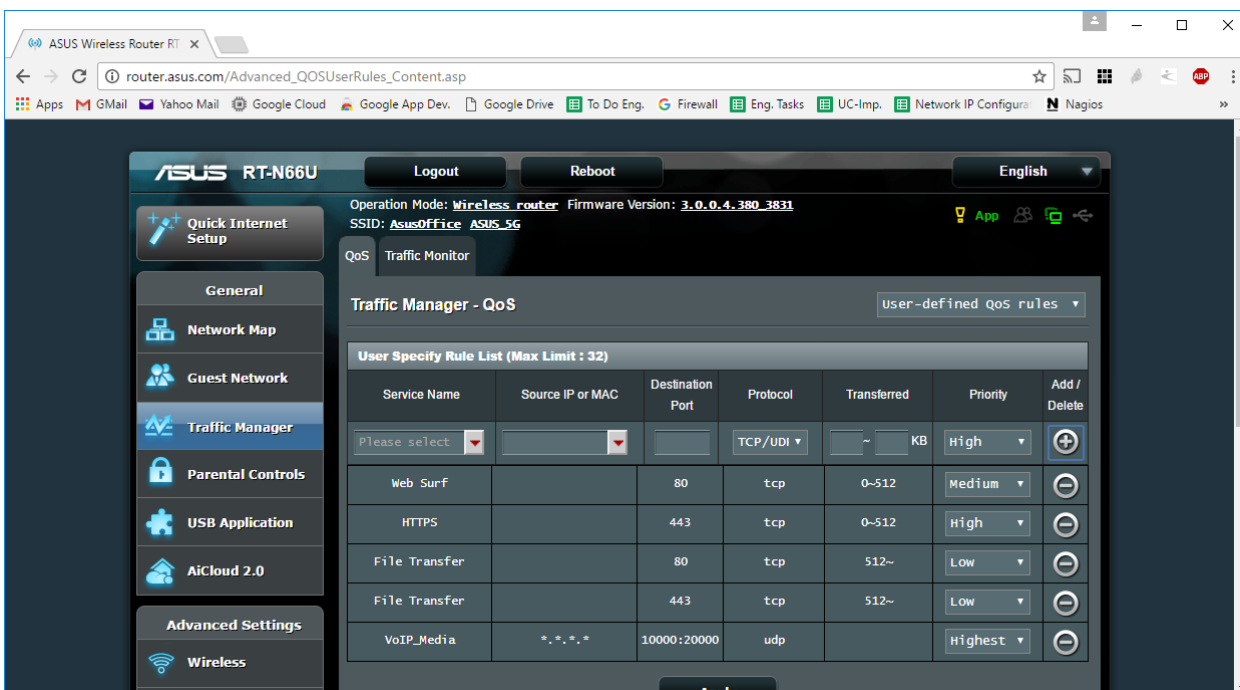 ASUS Wireless Router RT
router.asus.com/Advanced_QOSUserRules_Content.asp
Apps GMail Yahoo Mail Google Cloud Google App Dev. Google Drive To Do Eng. Firewall Eng. Tasks UC-Imp. Network IP Configura Nagios »
ASUS RT-N66U Logout Reboot English
Operation Mode: Wireless router Firmware Version: 3.0.0.4.380_3831
SSID: AsusOffice ASUS_5G
App
Quick Internet
Setup
QoS Traffic Monitor
General
Network Map
Guest Network
Traffic Manager
Parental Controls
USB Application
AiCloud 2.0
Advanced Settings
Wireless
Traffic Manager - QoS User-defined QoS rules
User Specify Rule List (Max Limit : 32)
Service Name Source IP or MAC Destination Port Protocol Transferred Priority Add / Delete
Please select TCP/UDI ~ KB High
Web Surf 80 tcp 0~512 Medium
HTTPS 443 tcp 0~512 High
File Transfer 80 tcp 512~ Low
File Transfer 443 tcp 512~ Low
VoIP_Media *.*.*.* 10000:20000 udp Highest